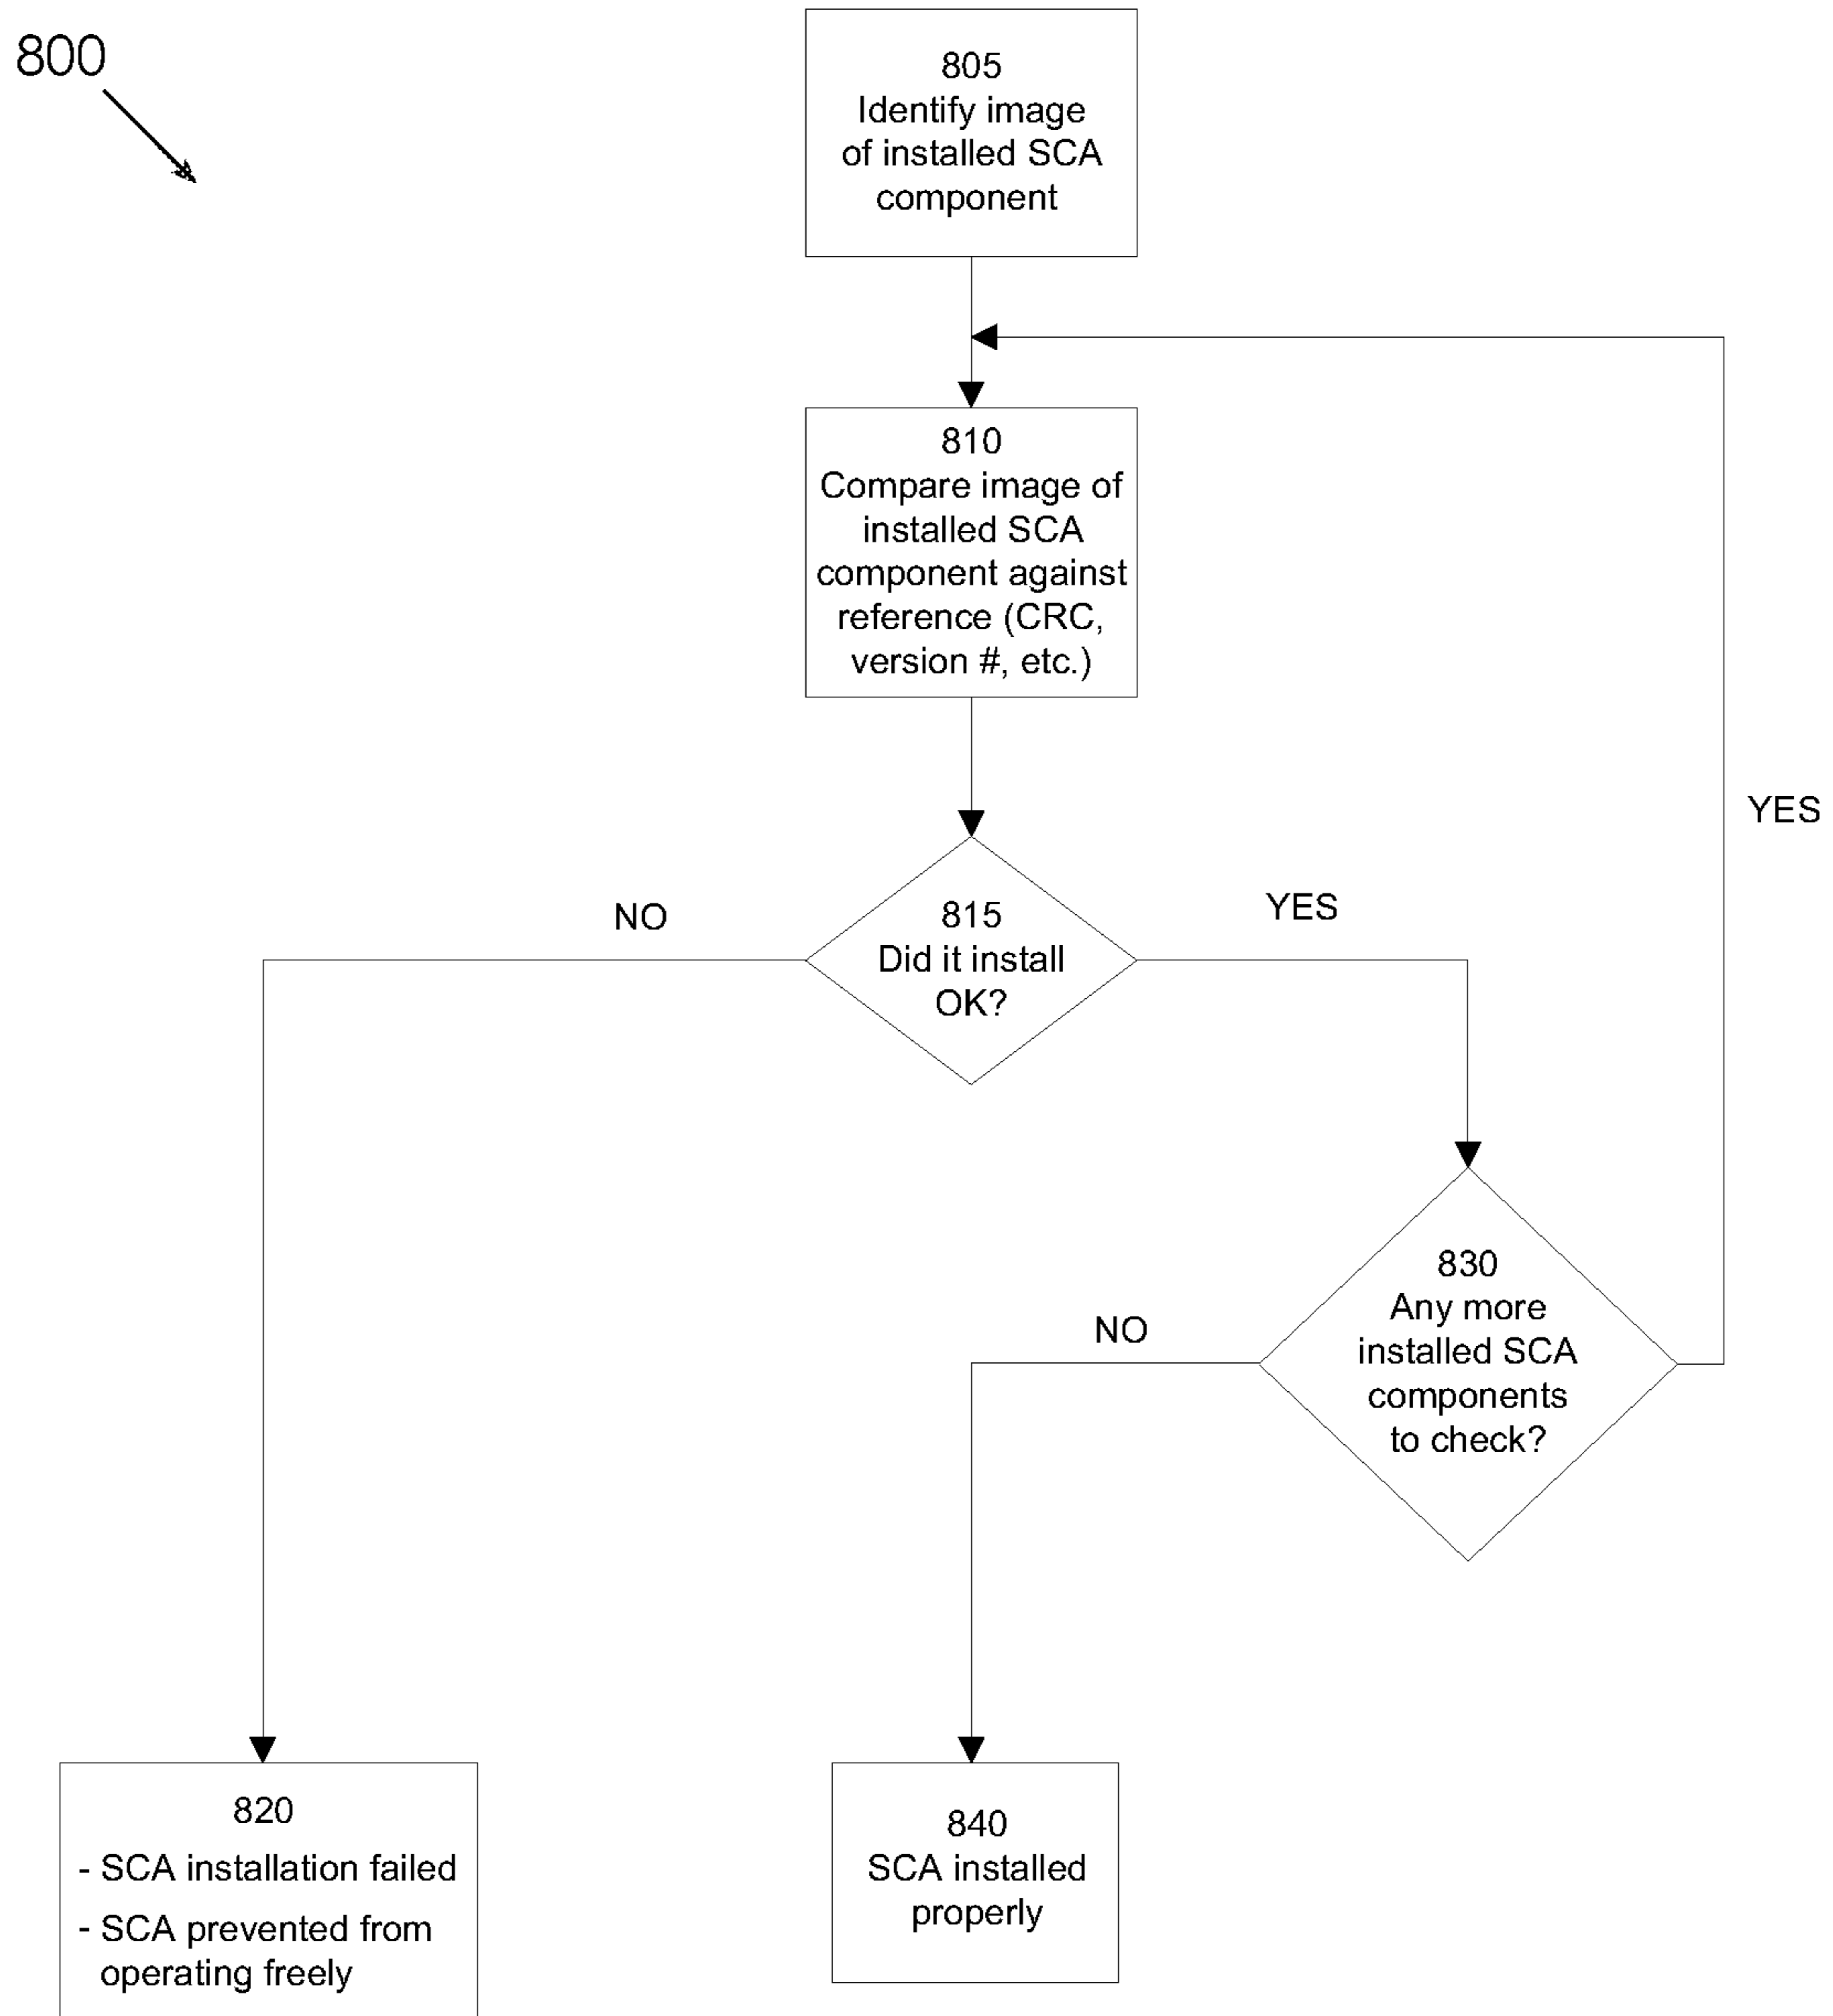 800
805
Identify image
of installed SCA
component
810
Compare image of
installed SCA
component against
reference (CRC,
version #, etc.)
YES
NO
815
Did it install
OK?
YES
830
Any more
installed SCA
components
to check?
NO
820
- SCA installation failed
- SCA prevented from
operating freely
840
SCA installed
properly